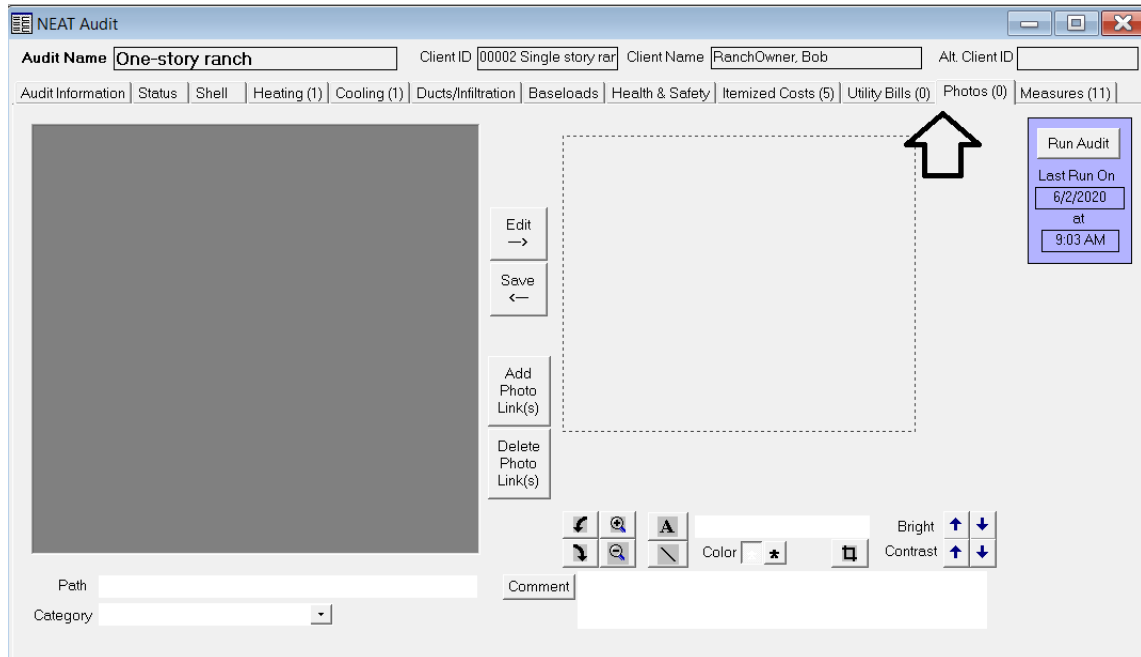 NEAT Audit
Audit Name One-story ranch Client ID 00002 Single story ran Client Name RanchOwner, Bob Alt. Client ID
Audit Information Status Shell Heating (1) Cooling (1) Ducts/Infiltration Baseloads Health & Safety Itemized Costs (5) Utility Bills (0) Photos (0) Measures (11)
Run Audit
Last Run On
6/2/2020
at
9:03 AM
Edit
—>
Save
<—
Add
Photo
Link(s)
Delete
Photo
Link(s)
A Bright
Color * Contrast
Path Comment
Category